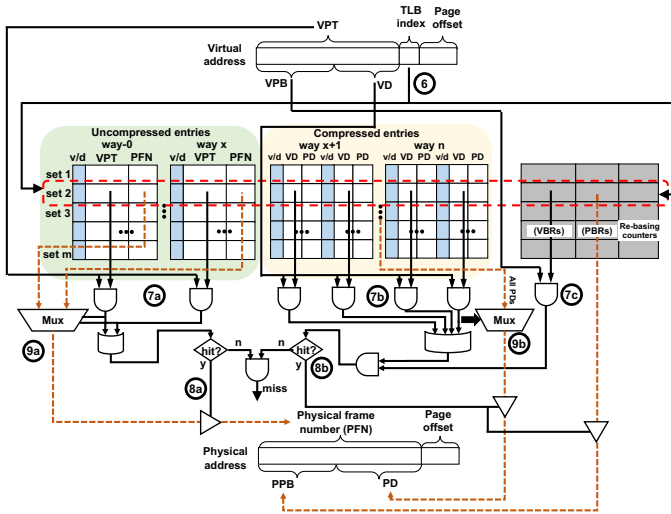 VPT
TLB index
Page offset
Virtual address
VPB
VD
6
Uncompressed entries
way-0
way x
v/d VPT PFN
v/d VPT PFN
Compressed entries
way x+1
way n
v/d VD PD v/d VD PD
v/d VD PD v/d VD PD
set 1
set 2
set 3
set m
(VBRs)
(PBRs)
Re-basing counters
7a
7b
7c
All PDs
Mux
Mux
9a
9b
hit?
n
n
hit?
y
y
8a
8b
miss
Physical frame number (PFN)
Page offset
Physical address
PPB
PD